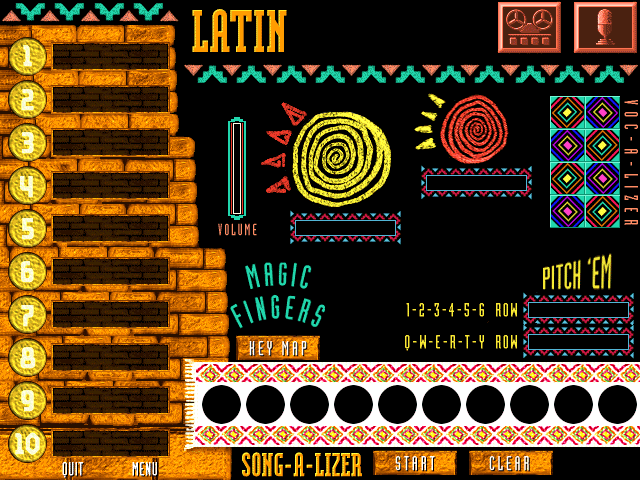 LATIN
1
2
3
4
5
6
7
8
9
10
VOLUME
VOC-A-LIZER
MAGIC
FINGERS
KEY MAP
PITCH 'EM
1-2-3-4-5-6 ROW
Q-W-E-R-T-Y ROW
QUIT
MENU
SONG-A-LIZER
START
CLEAR